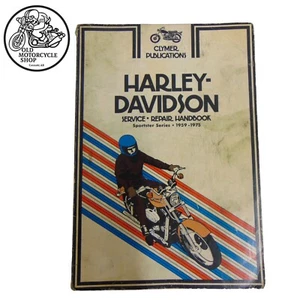 OLD
MOTORCYCLE
SHOP
CLYMER
PUBLICATIONS
HARLEY-
DAVIDSON
SERVICE • REPAIR HANDBOOK
Sportster Series • 1959-1975